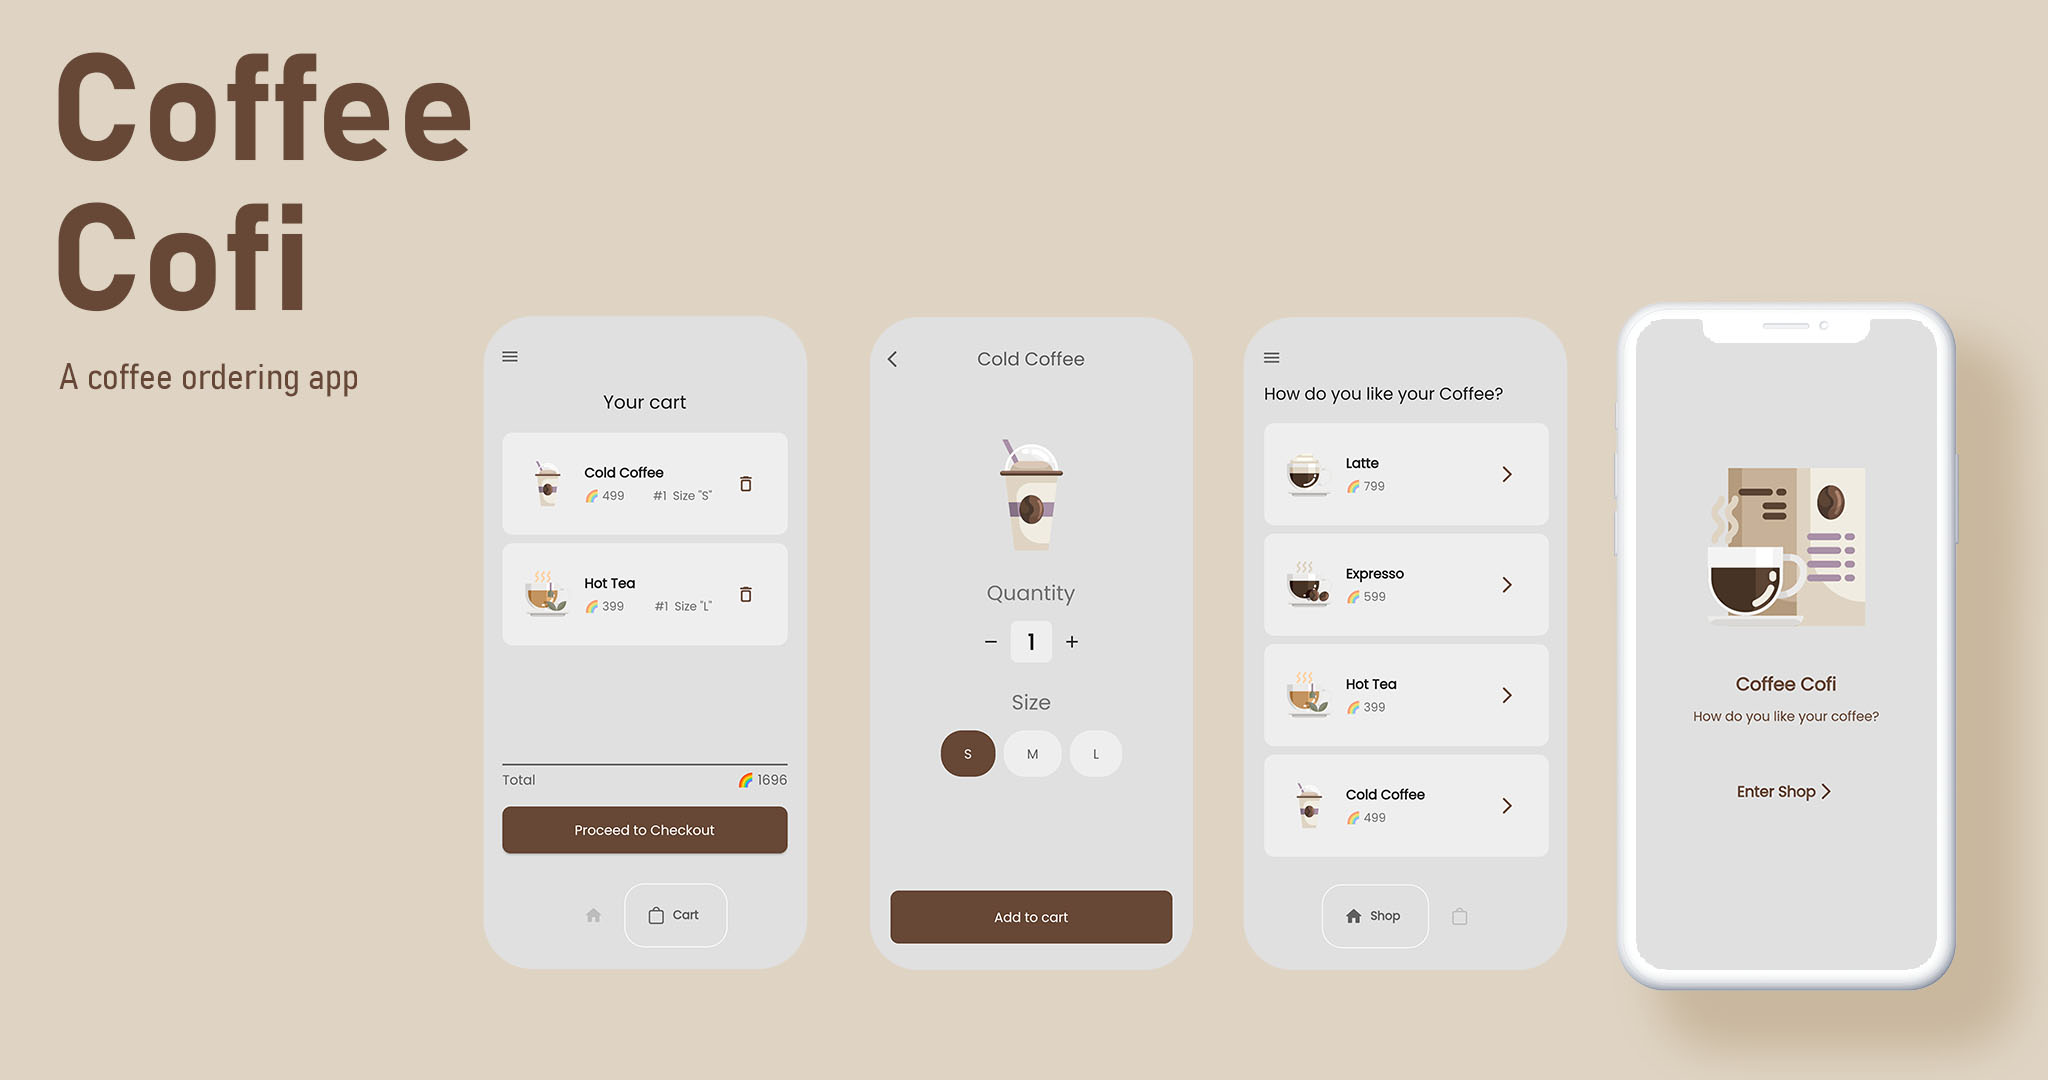 Coffee
Cofi
A coffee ordering app
Your cart
Cold Coffee
🌈 499 #1 Size "S"
Hot Tea
🌈 399 #1 Size "L"
Total 🌈 1696
Proceed to Checkout
Cart
Cold Coffee
Quantity
− 1 +
Size
S M L
Add to cart
How do you like your Coffee?
Latte
🌈 799
Expresso
🌈 599
Hot Tea
🌈 399
Cold Coffee
🌈 499
Shop
Coffee Cofi
How do you like your coffee?
Enter Shop